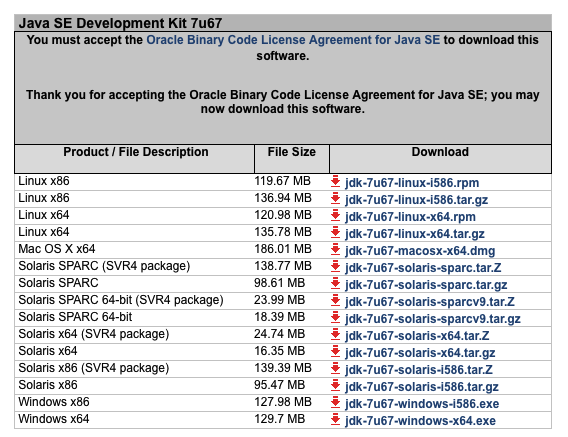 Java SE Development Kit 7u67
You must accept the Oracle Binary Code License Agreement for Java SE to download this
software.
Thank you for accepting the Oracle Binary Code License Agreement for Java SE; you may
now download this software.
Product / File Description File Size Download
Linux x86 119.67 MB jdk-7u67-linux-i586.rpm
Linux x86 136.94 MB jdk-7u67-linux-i586.tar.gz
Linux x64 120.98 MB jdk-7u67-linux-x64.rpm
Linux x64 135.78 MB jdk-7u67-linux-x64.tar.gz
Mac OS X x64 186.01 MB jdk-7u67-macosx-x64.dmg
Solaris SPARC (SVR4 package) 138.77 MB jdk-7u67-solaris-sparc.tar.Z
Solaris SPARC 98.61 MB jdk-7u67-solaris-sparc.tar.gz
Solaris SPARC 64-bit (SVR4 package) 23.99 MB jdk-7u67-solaris-sparcv9.tar.Z
Solaris SPARC 64-bit 18.39 MB jdk-7u67-solaris-sparcv9.tar.gz
Solaris x64 (SVR4 package) 24.74 MB jdk-7u67-solaris-x64.tar.Z
Solaris x64 16.35 MB jdk-7u67-solaris-x64.tar.gz
Solaris x86 (SVR4 package) 139.39 MB jdk-7u67-solaris-i586.tar.Z
Solaris x86 95.47 MB jdk-7u67-solaris-i586.tar.gz
Windows x86 127.98 MB jdk-7u67-windows-i586.exe
Windows x64 129.7 MB jdk-7u67-windows-x64.exe